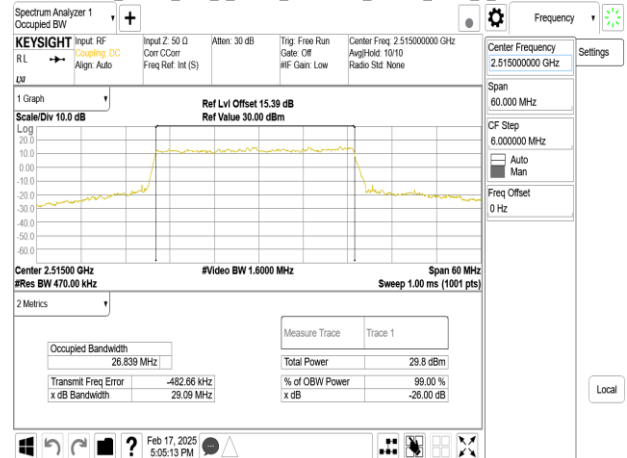 Spectrum Analyzer 1
Occupied BW
+
Frequency
KEYSIGHT
RL
Input: RF
Coupling: DC
Align: Auto
Input Z: 50 Ω
Corr CCorr
Freq Ref: Int (S)
Atten: 30 dB
Trig: Free Run
Gate: Off
#IF Gain: Low
Center Freq: 2.515000000 GHz
Avg|Hold: 10/10
Radio Std: None
Center Frequency
2.515000000 GHz
Settings
Span
60.000 MHz
CF Step
6.000000 MHz
Auto
Man
Freq Offset
0 Hz
Local
1 Graph
Scale/Div 10.0 dB
Ref Lvl Offset 15.39 dB
Ref Value 30.00 dBm
Log
20.0
10.0
0.00
-10.0
-20.0
-30.0
-40.0
-50.0
-60.0
Center 2.51500 GHz
#Video BW 1.6000 MHz
Span 60 MHz
#Res BW 470.00 kHz
Sweep 1.00 ms (1001 pts)
2 Metrics
Measure Trace Trace 1
Occupied Bandwidth
26.839 MHz
Total Power 29.8 dBm
Transmit Freq Error -482.66 kHz
% of OBW Power 99.00 %
x dB Bandwidth 29.09 MHz
x dB -26.00 dB
?
Feb 17, 2025
5:05:13 PM